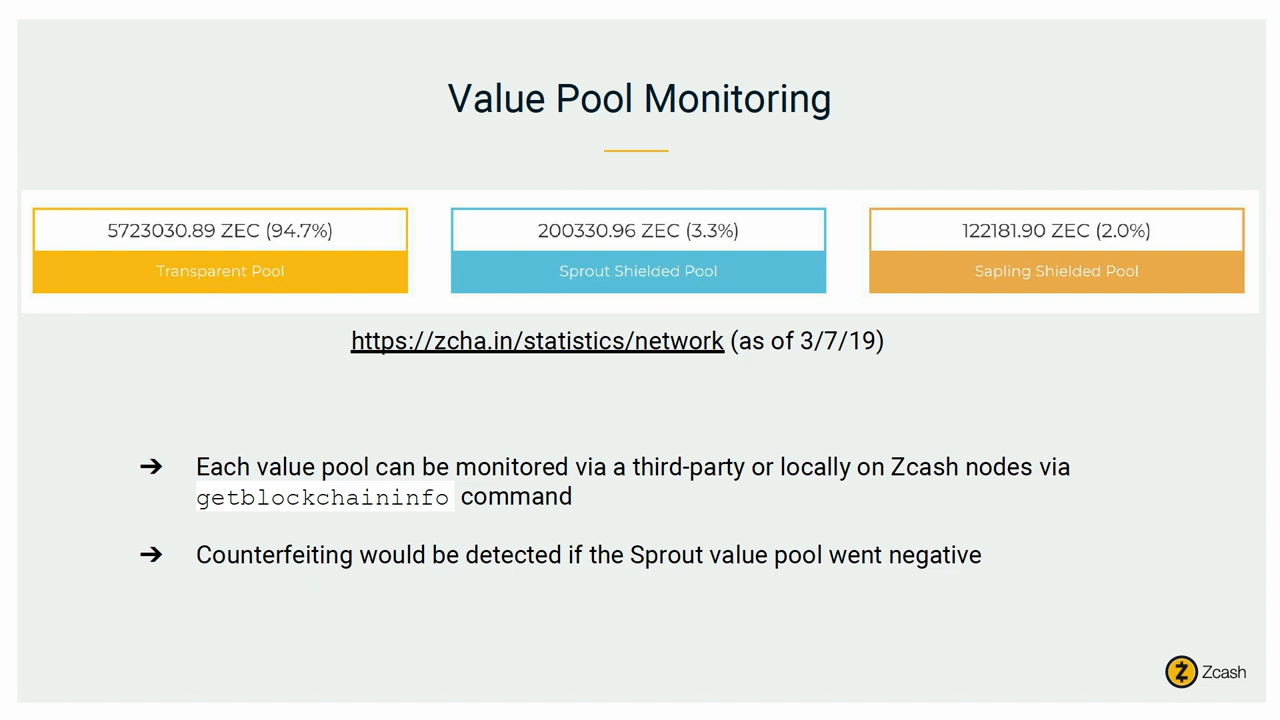 Value Pool Monitoring
5723030.89 ZEC (94.7%)
Transparent Pool
200330.96 ZEC (3.3%)
Sprout Shielded Pool
122181.90 ZEC (2.0%)
Sapling Shielded Pool
https://zcha.in/statistics/network (as of 3/7/19)
➔ Each value pool can be monitored via a third-party or locally on Zcash nodes via
getblockchaininfo command
➔ Counterfeiting would be detected if the Sprout value pool went negative
Zcash